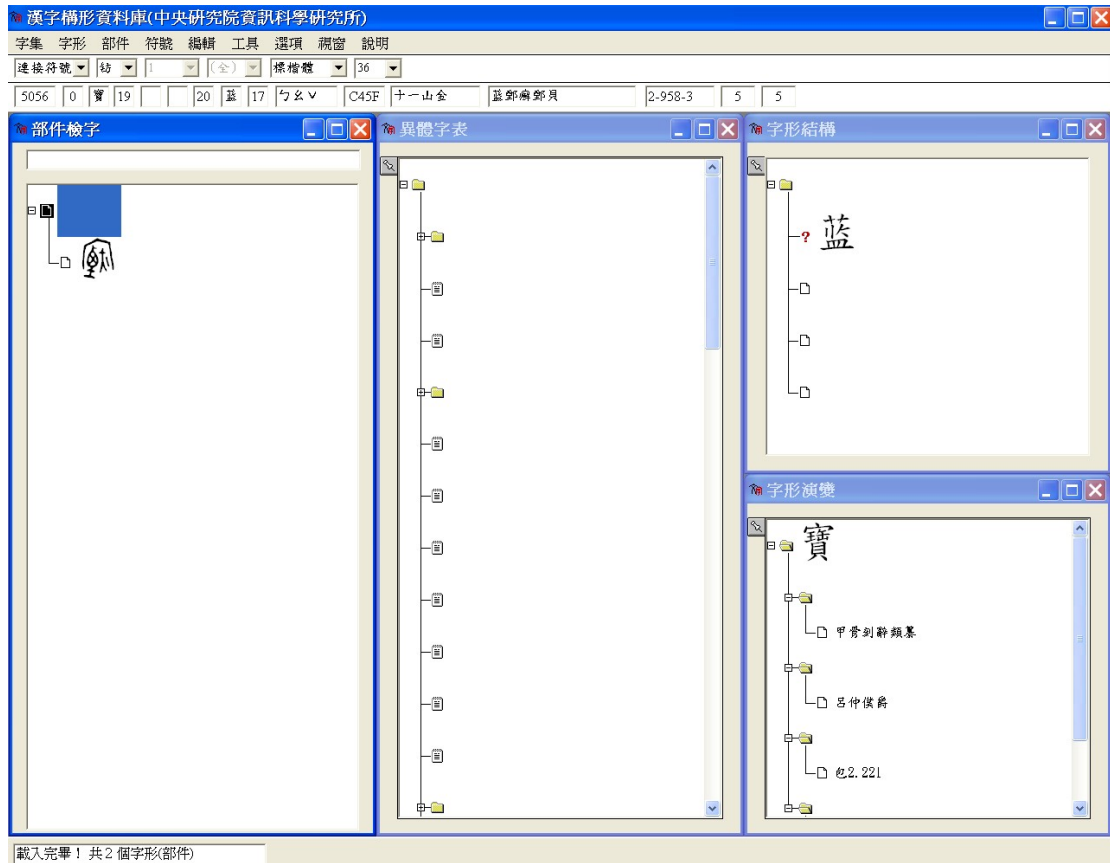 漢字構形資料庫(中央研究院資訊科學研究所)
字集 字形 部件 符號 編輯 工具 選項 視窗 說明
連接符號 紡 1 (全) 標楷體 36
5056 0 寶 19 20 蓝 17 ㄅㄠˇ C45F 十一山金 2-958-3 5 5
部件檢字 異體字表 字形結構
? 蓝
字形演變
寶
甲骨刻辭類纂
呂仲僕爵
包2.221
載入完畢！ 共2 個字形(部件)